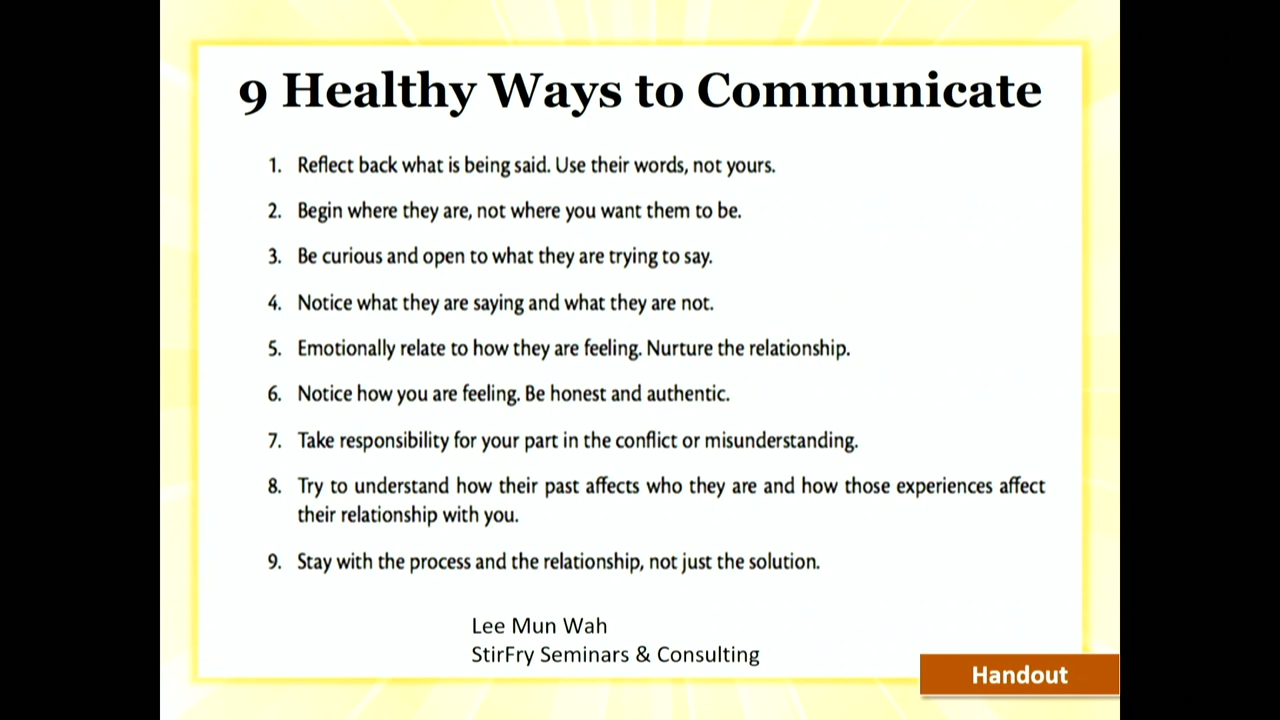 9 Healthy Ways to Communicate
1. Reflect back what is being said. Use their words, not yours.
2. Begin where they are, not where you want them to be.
3. Be curious and open to what they are trying to say.
4. Notice what they are saying and what they are not.
5. Emotionally relate to how they are feeling. Nurture the relationship.
6. Notice how you are feeling. Be honest and authentic.
7. Take responsibility for your part in the conflict or misunderstanding.
8. Try to understand how their past affects who they are and how those experiences affect
their relationship with you.
9. Stay with the process and the relationship, not just the solution.
Lee Mun Wah
StirFry Seminars & Consulting
Handout